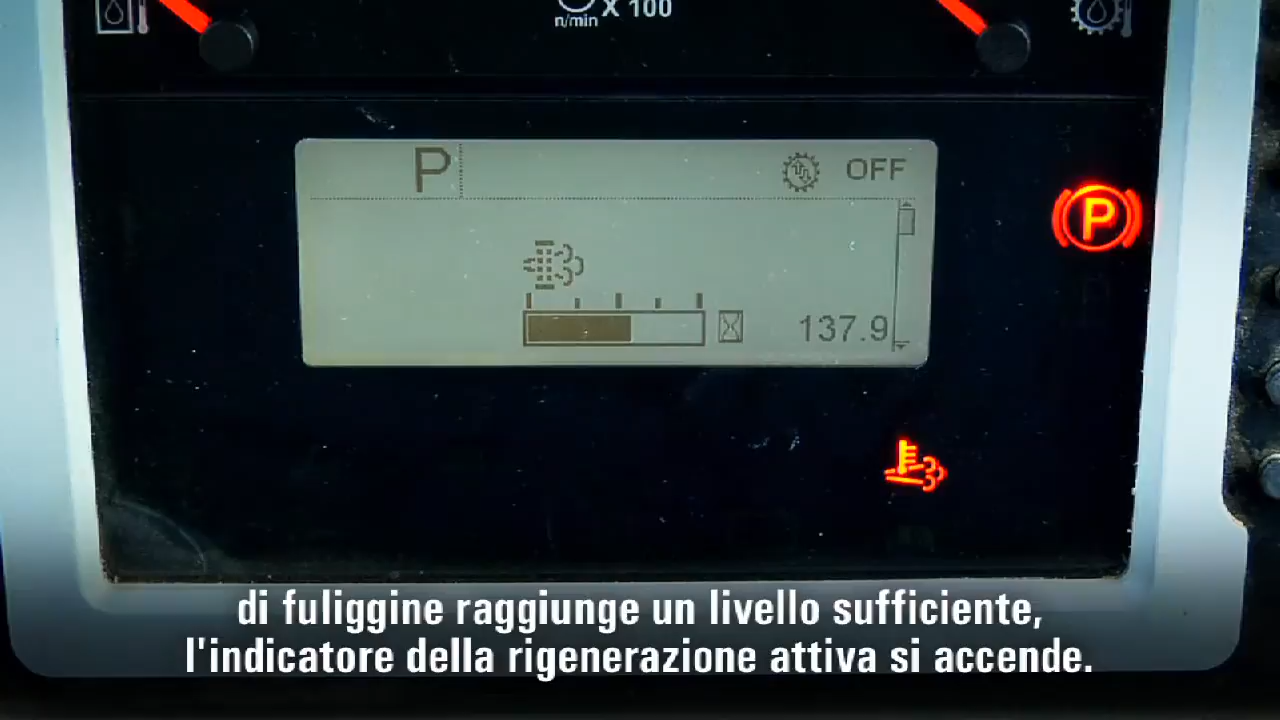 n/min X 100
P
OFF
137.9
P
di fuliggine raggiunge un livello sufficiente,
l'indicatore della rigenerazione attiva si accende.